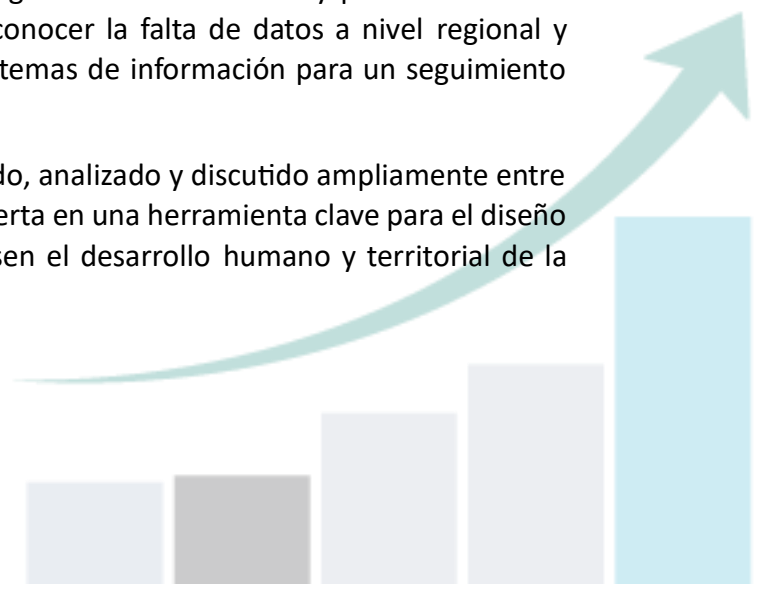 conocer la falta de datos a nivel regional y
temas de información para un seguimiento
do, analizado y discutido ampliamente entre
erta en una herramienta clave para el diseño
sen el desarrollo humano y territorial de la